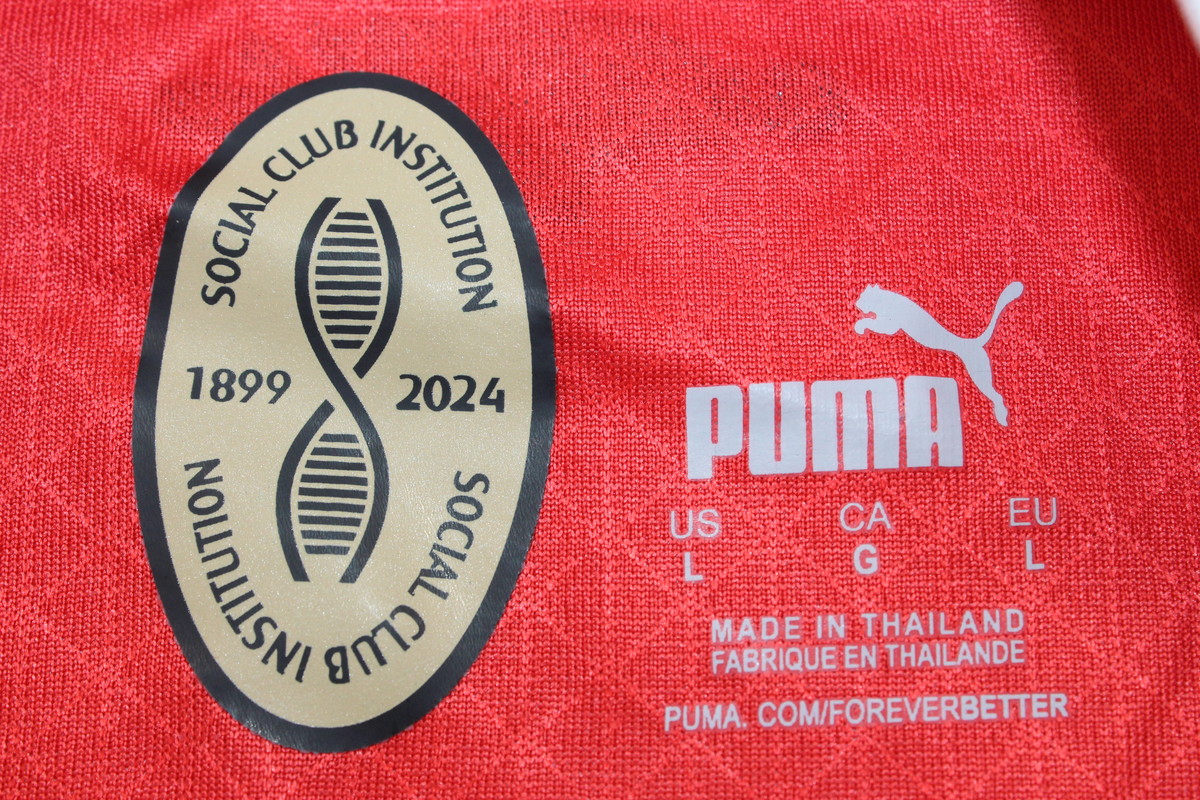 SOCIAL CLUB INSTITUTION
1899 2024
SOCIAL CLUB INSTITUTION
PUMA
US CA EU
L G L
MADE IN THAILAND
FABRIQUE EN THAILANDE
PUMA. COM/FOREVERBETTER